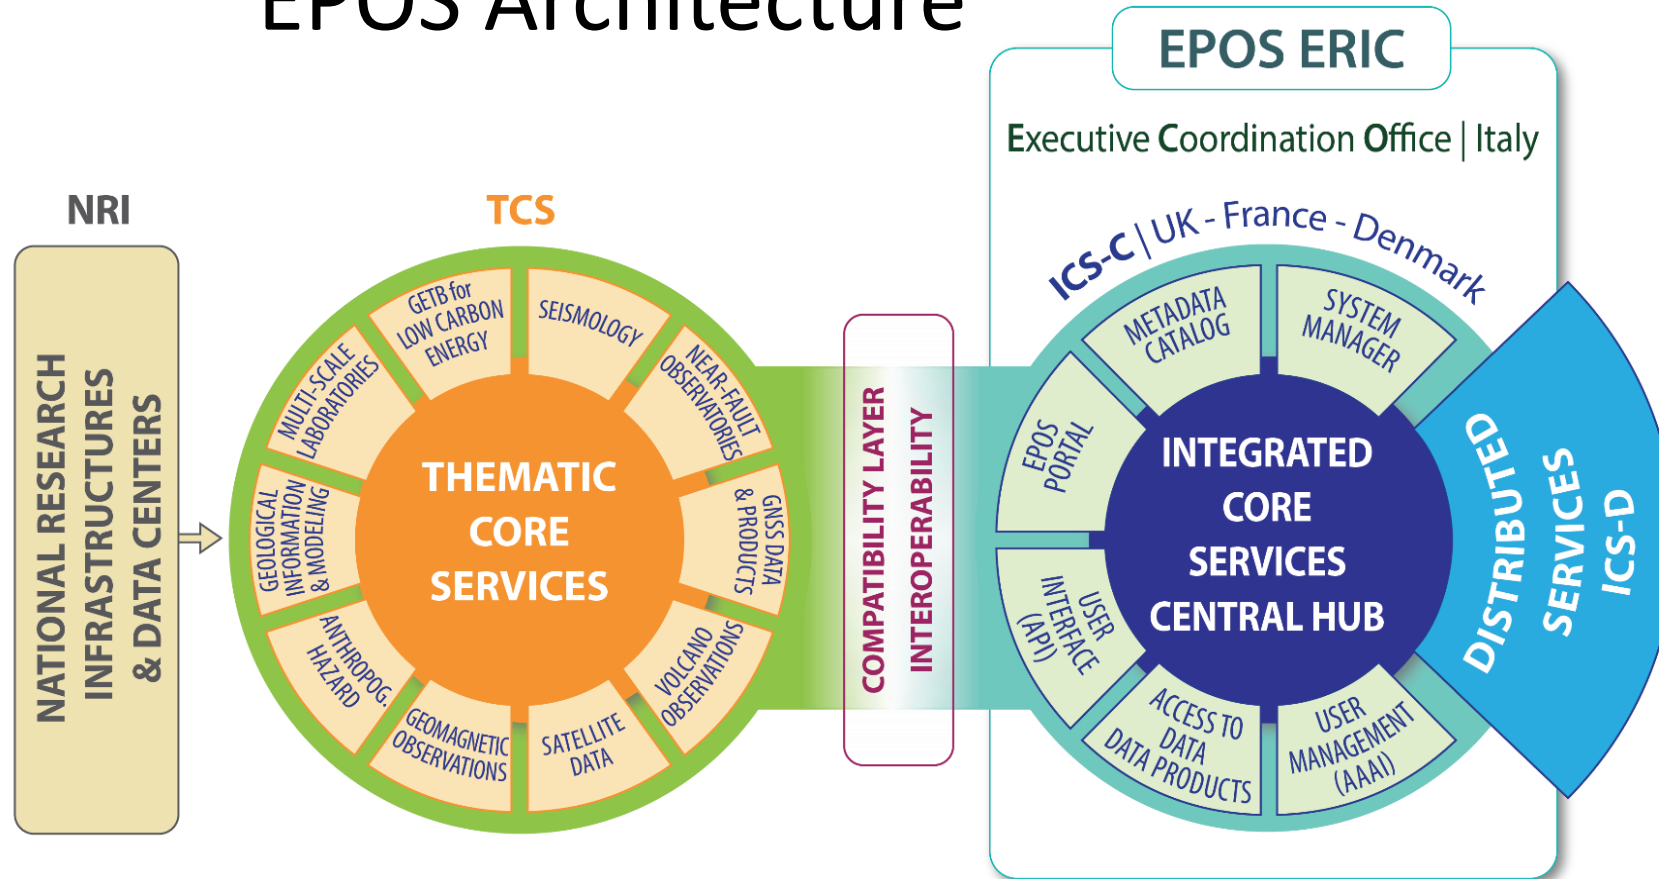 EPOS Architecture
EPOS ERIC
Executive Coordination Office | Italy
NRI
NATIONAL RESEARCH
INFRASTRUCTURES
& DATA CENTERS
TCS
THEMATIC
CORE
SERVICES
SEISMOLOGY
NEAR-FAULT
OBSERVATORIES
GNSS DATA
& PRODUCTS
VOLCANO
OBSERVATIONS
SATELLITE
DATA
GEOMAGNETIC
OBSERVATIONS
ANTHROPOG.
HAZARD
GEOLOGICAL
INFORMATION
& MODELING
MULTI-SCALE
LABORATORIES
GETB for
LOW CARBON
ENERGY
COMPATIBILITY LAYER
INTEROPERABILITY
ICS-C | UK - France - Denmark
INTEGRATED
CORE
SERVICES
CENTRAL HUB
METADATA
CATALOG
SYSTEM
MANAGER
EPOS
PORTAL
USER
INTERFACE
(API)
ACCESS TO
DATA
DATA PRODUCTS
USER
MANAGEMENT
(AAAI)
DISTRIBUTED
SERVICES
ICS-D